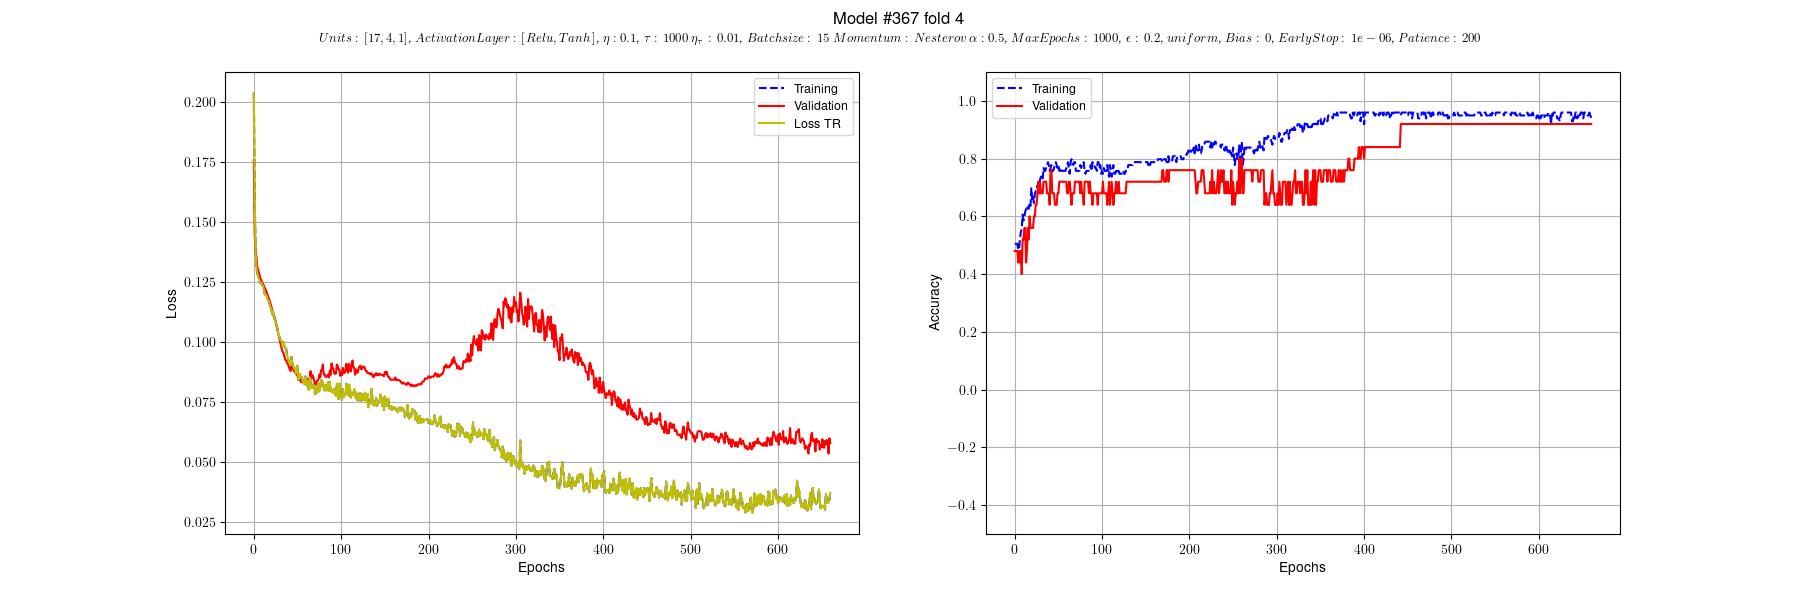 Model #367 fold 4
Units : [17, 4, 1], ActivationLayer : [Relu, Tanh], η : 0.1, τ : 1000 ητ : 0.01, Batchsize : 15 Momentum : Nesterov α : 0.5, MaxEpochs : 1000, ϵ : 0.2, uniform, Bias : 0, EarlyStop : 1e − 06, Patience : 200
Training
Validation
Loss TR
0.200
0.175
0.150
0.125
0.100
0.075
0.050
0.025
Loss
0 100 200 300 400 500 600
Epochs
Training
Validation
1.0
0.8
0.6
0.4
0.2
0.0
−0.2
−0.4
Accuracy
0 100 200 300 400 500 600
Epochs